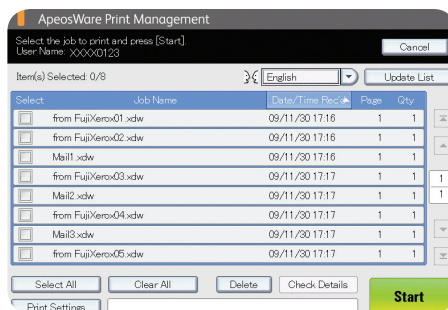 ApeosWare Print Management
Select the job to print and press [Start].
User Name: XXXX0123
Cancel
Item(s) Selected: 0/8
English
Update List
Select Job Name Date/Time Rec'd Page Qty
from FujiXerox01.xdw 09/11/30 17:16 1 1
from FujiXerox02.xdw 09/11/30 17:16 1 1
Mail1.xdw 09/11/30 17:16 1 1
from FujiXerox03.xdw 09/11/30 17:17 1 1
Mail2.xdw 09/11/30 17:17 1 1
from FujiXerox04.xdw 09/11/30 17:17 1 1
Mail3.xdw 09/11/30 17:17 1 1
from FujiXerox05.xdw 09/11/30 17:17 1 1
1
1
Select All Clear All Delete Check Details
Start
Print Settings